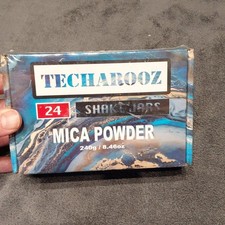 TECHAROOZ
24 SHAKE JARS
MICA POWDER
240g / 8.46oz